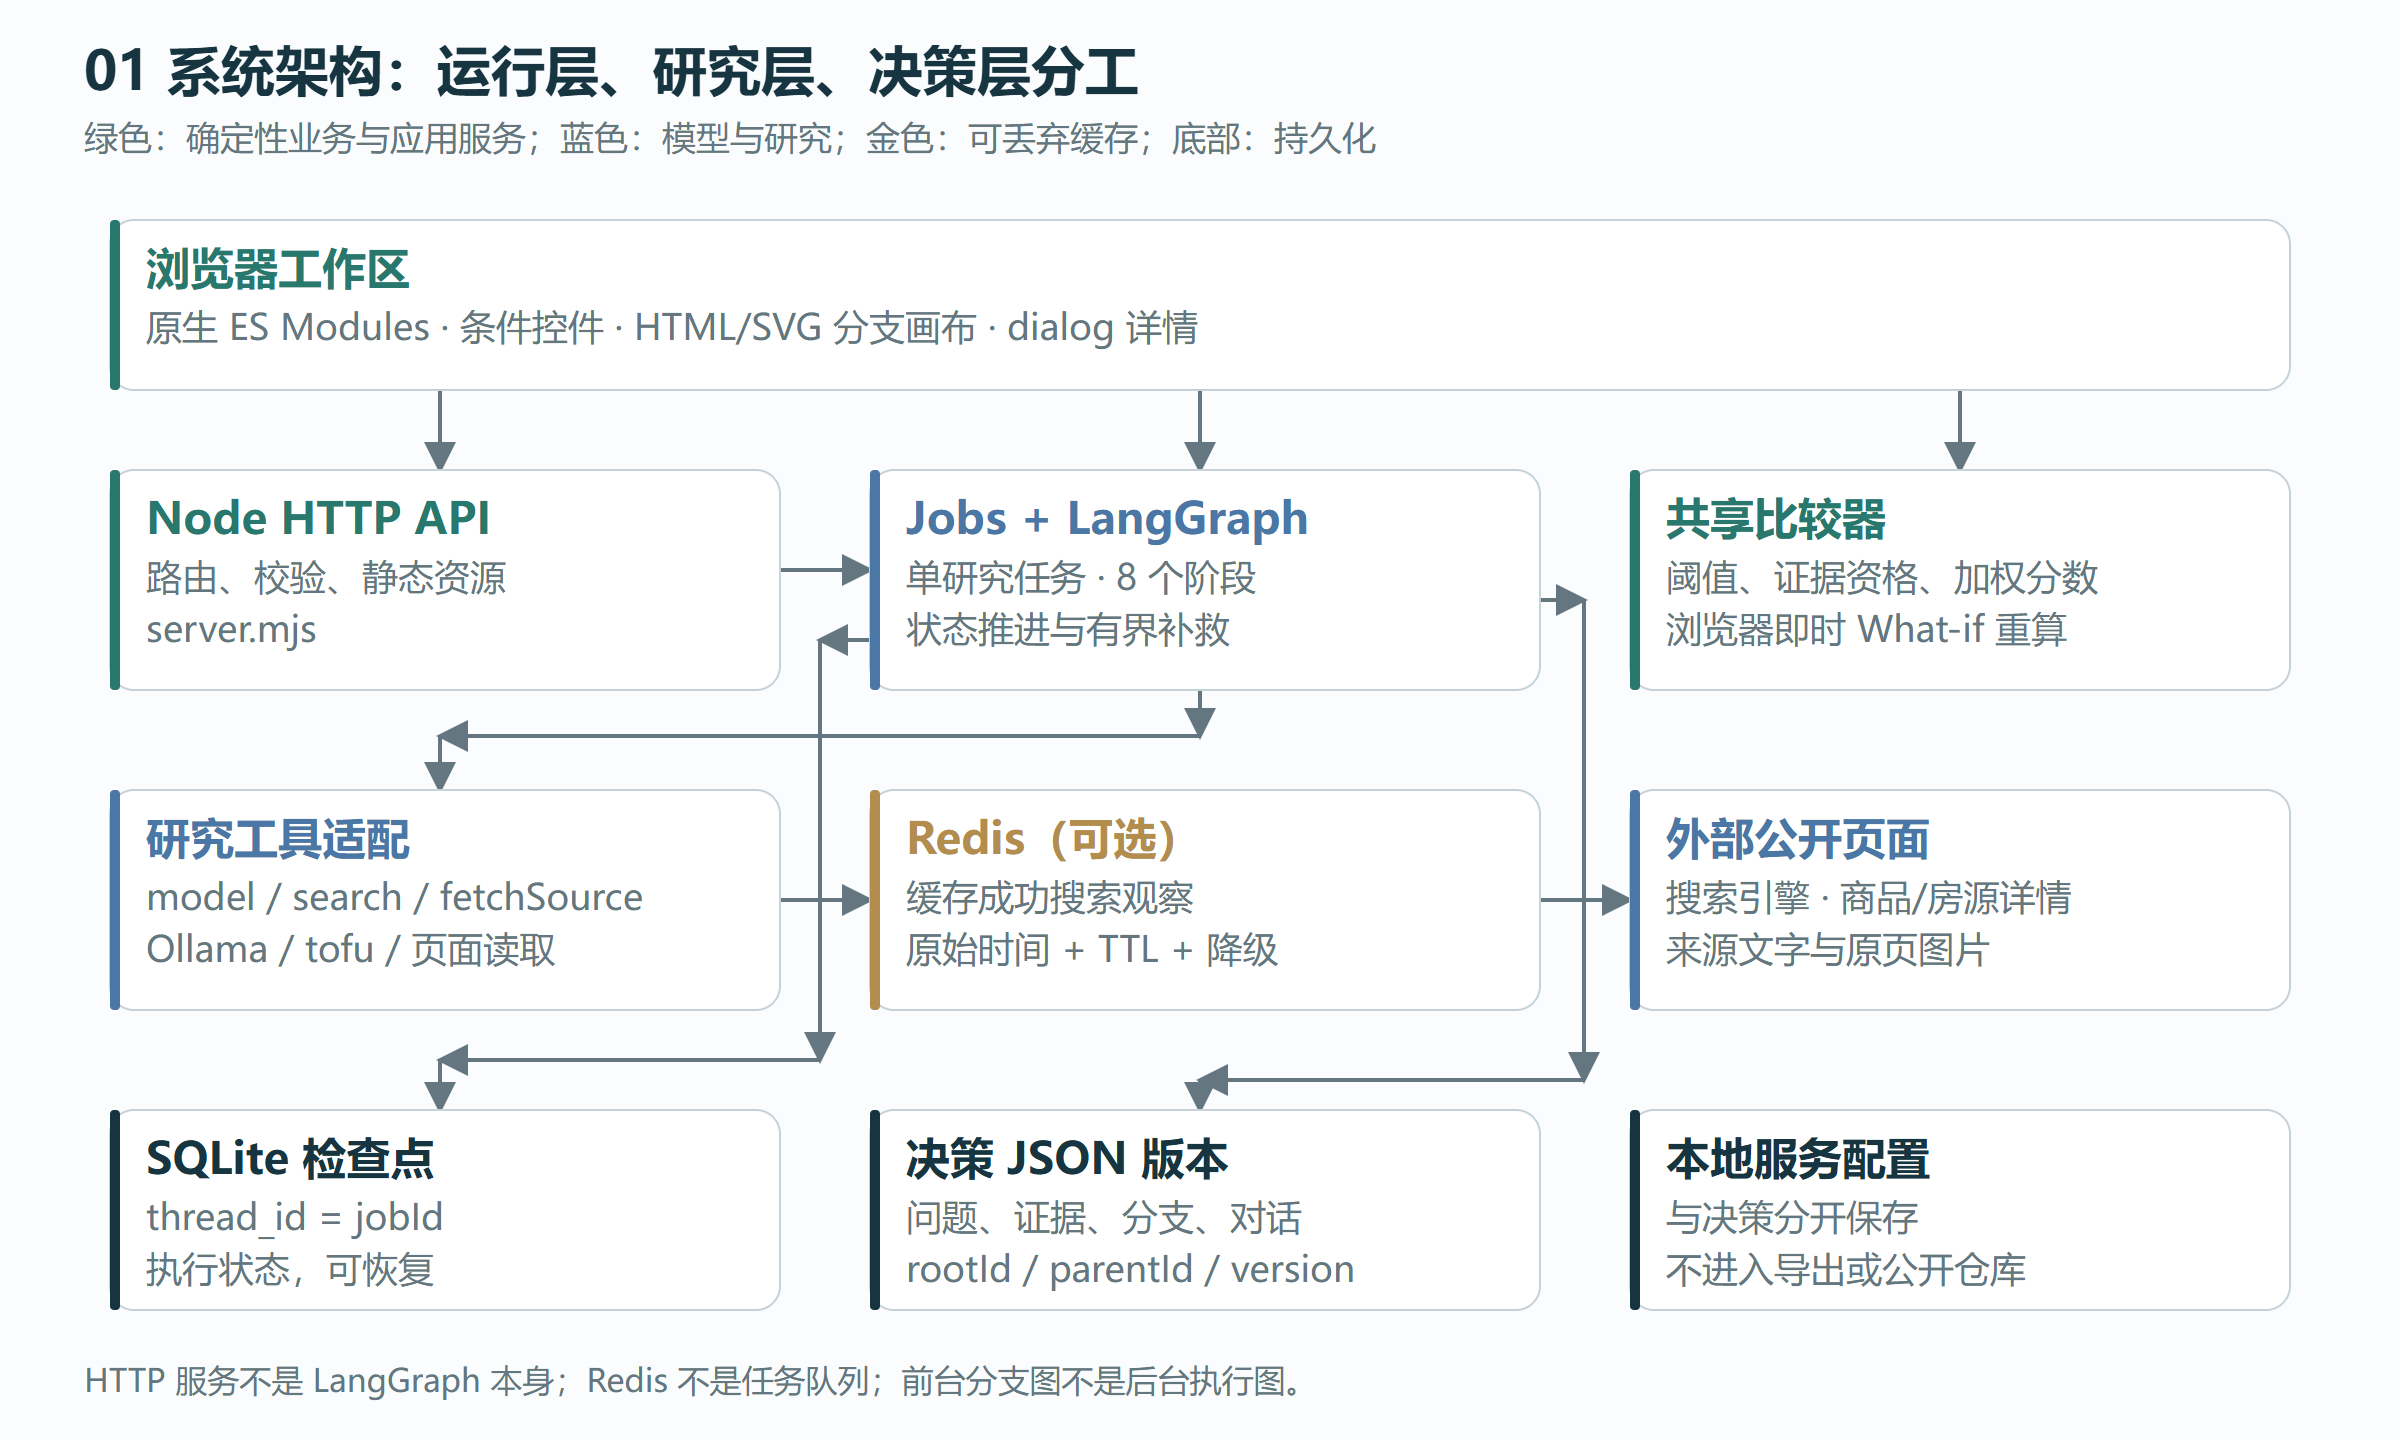 01 系统架构：运行层、研究层、决策层分工
绿色：确定性业务与应用服务；蓝色：模型与研究；金色：可丢弃缓存；底部：持久化
浏览器工作区
原生 ES Modules · 条件控件 · HTML/SVG 分支画布 · dialog 详情
Node HTTP API
路由、校验、静态资源
server.mjs
Jobs + LangGraph
单研究任务 · 8 个阶段
状态推进与有界补救
共享比较器
阈值、证据资格、加权分数
浏览器即时 What-if 重算
研究工具适配
model / search / fetchSource
Ollama / tofu / 页面读取
Redis（可选）
缓存成功搜索观察
原始时间 + TTL + 降级
外部公开页面
搜索引擎 · 商品/房源详情
来源文字与原页图片
SQLite 检查点
thread_id = jobId
执行状态，可恢复
决策 JSON 版本
问题、证据、分支、对话
rootId / parentId / version
本地服务配置
与决策分开保存
不进入导出或公开仓库
HTTP 服务不是 LangGraph 本身；Redis 不是任务队列；前台分支图不是后台执行图。